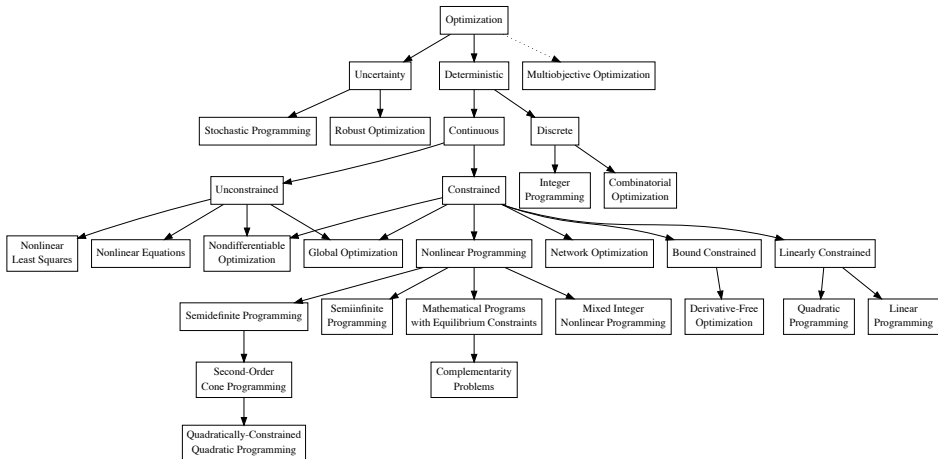 Optimization
Uncertainty
Deterministic
Multiobjective Optimization
Stochastic Programming
Robust Optimization
Continuous
Discrete
Unconstrained
Constrained
Integer
Programming
Combinatorial
Optimization
Nonlinear
Least Squares
Nonlinear Equations
Nondifferentiable
Optimization
Global Optimization
Nonlinear Programming
Network Optimization
Bound Constrained
Linearly Constrained
Semidefinite Programming
Semiinfinite
Programming
Mathematical Programs
with Equilibrium Constraints
Mixed Integer
Nonlinear Programming
Derivative-Free
Optimization
Quadratic
Programming
Linear
Programming
Second-Order
Cone Programming
Complementarity
Problems
Quadratically-Constrained
Quadratic Programming